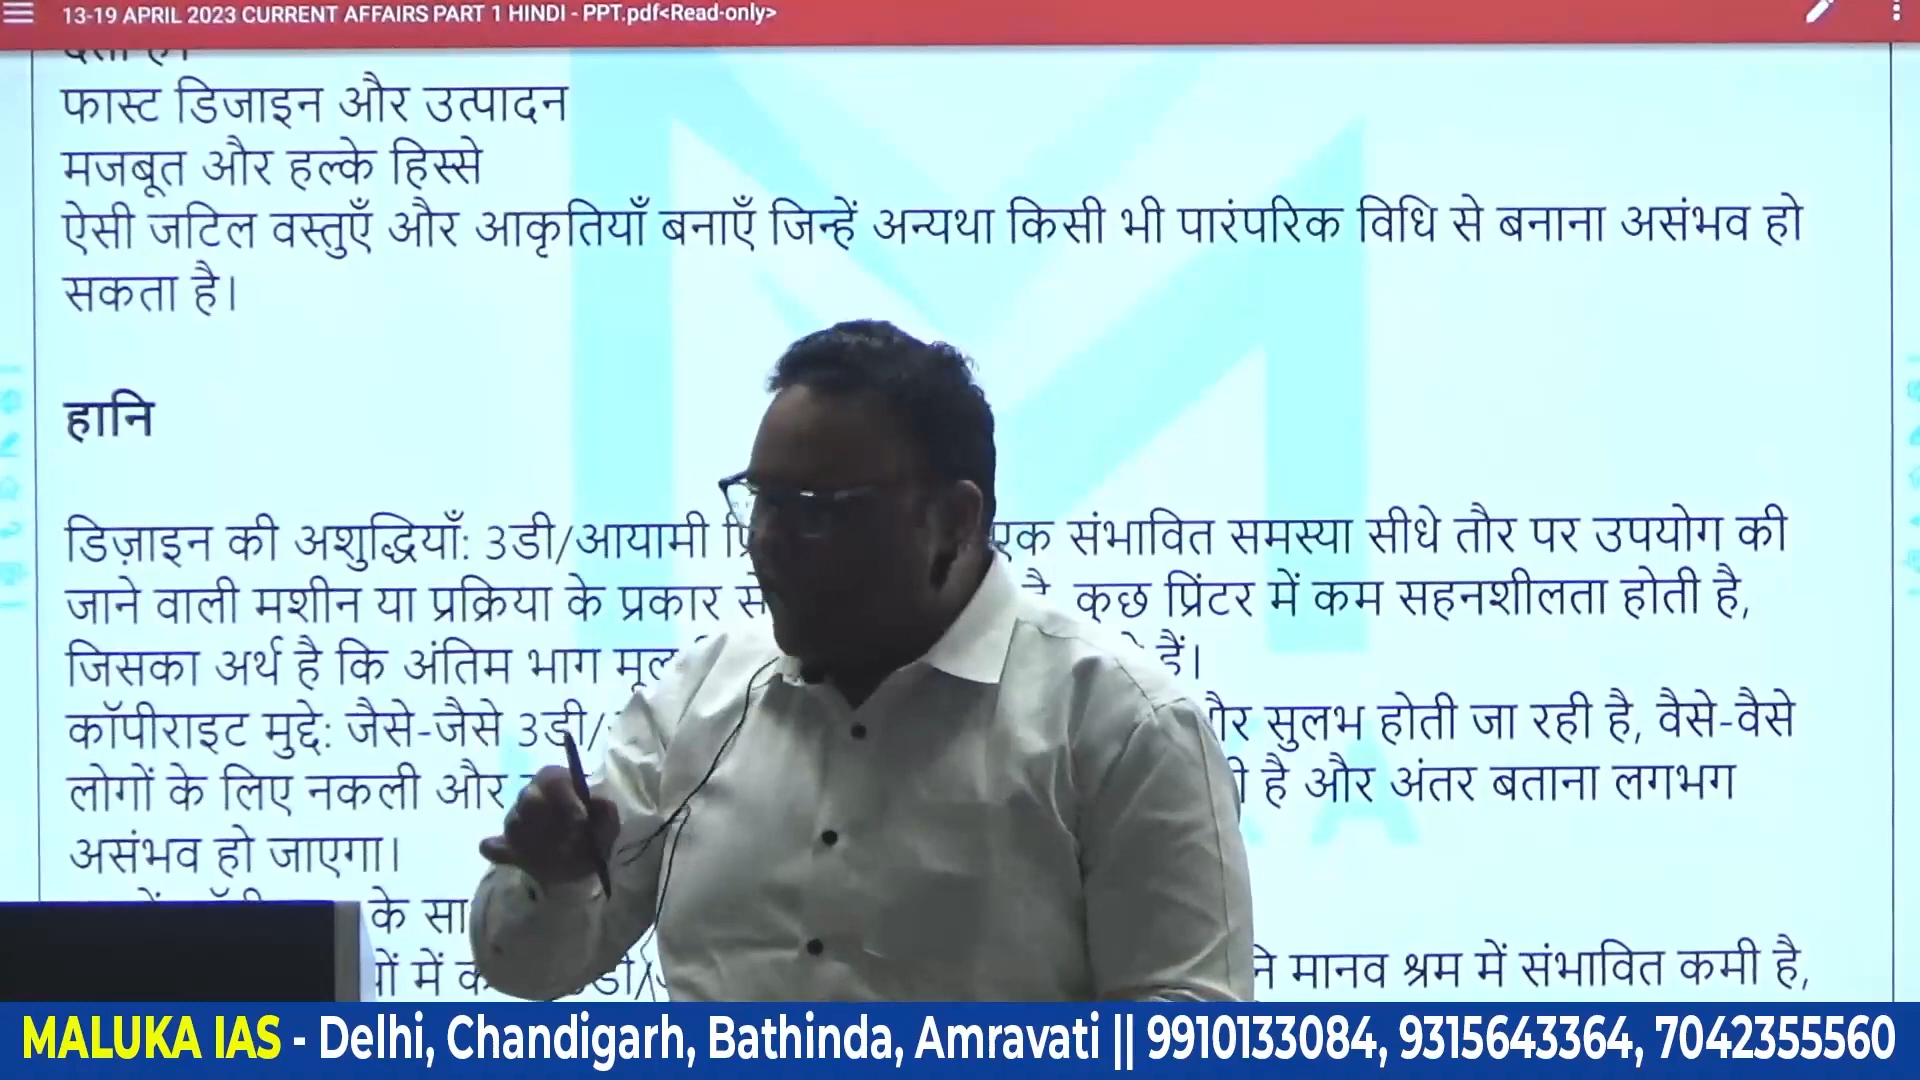 13-19 APRIL 2023 CURRENT AFFAIRS PART 1 HINDI - PPT.pdf<Read-only>
फास्ट डिजाइन और उत्पादन
मजबूत और हल्के हिस्से
ऐसी जटिल वस्तुएँ और आकृतियाँ बनाएँ जिन्हें अन्यथा किसी भी पारंपरिक विधि से बनाना असंभव हो
सकता है।
हानि
डिज़ाइन की अशुद्धियाँ: 3डी/आयामी एक संभावित समस्या सीधे तौर पर उपयोग की
जाने वाली मशीन या प्रक्रिया के प्रकार से है, कुछ प्रिंटर में कम सहनशीलता होती है,
जिसका अर्थ है कि अंतिम भाग हैं।
कॉपीराइट मुद्दे: जैसे-जैसे 3डी/ और सुलभ होती जा रही है, वैसे-वैसे
लोगों के लिए नकली और है और अंतर बताना लगभग
असंभव हो जाएगा।
के
में मानव श्रम में संभावित कमी है,
MALUKA IAS - Delhi, Chandigarh, Bathinda, Amravati || 9910133084, 9315643364, 7042355560